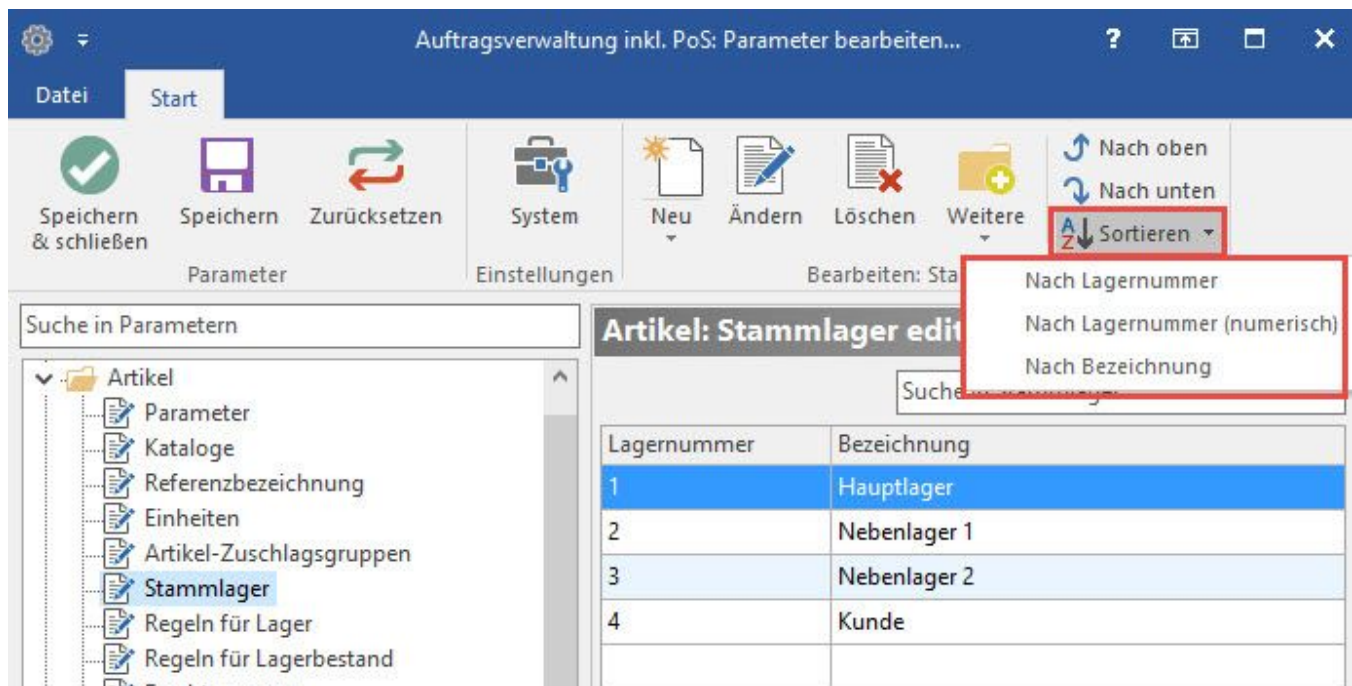 Auftragsverwaltung inkl. PoS: Parameter bearbeiten...
Datei Start
Speichern & schließen
Speichern
Zurücksetzen
Parameter
System
Einstellungen
Neu
Ändern
Löschen
Weitere
Nach oben
Nach unten
Sortieren
Bearbeiten: Sta
Nach Lagernummer
Nach Lagernummer (numerisch)
Nach Bezeichnung
Suche in Parametern
Artikel
Parameter
Kataloge
Referenzbezeichnung
Einheiten
Artikel-Zuschlagsgruppen
Stammlager
Regeln für Lager
Regeln für Lagerbestand
Artikel: Stammlager edit
Lagernummer Bezeichnung
1 Hauptlager
2 Nebenlager 1
3 Nebenlager 2
4 Kunde